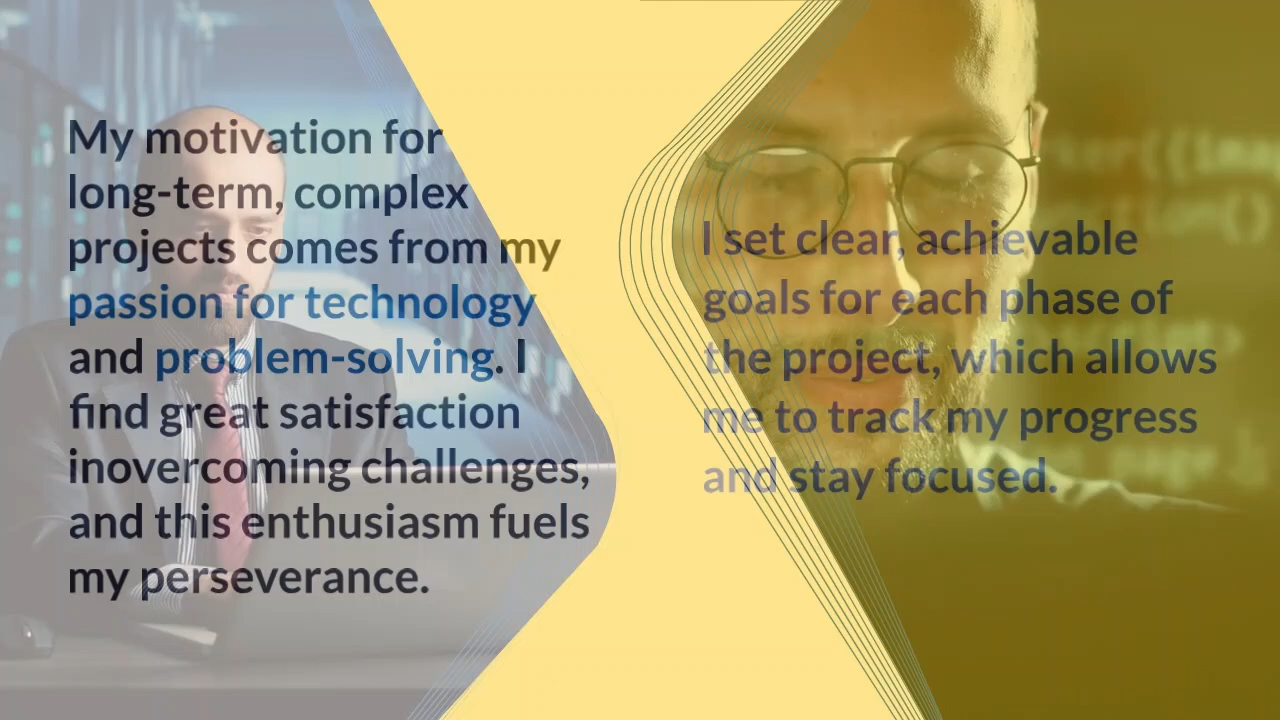 My motivation for
long-term, complex
projects comes from my
passion for technology
and problem-solving. I
find great satisfaction
inovercoming challenges,
and this enthusiasm fuels
my perseverance.
I set clear, achievable
goals for each phase of
the project, which allows
me to track my progress
and stay focused.